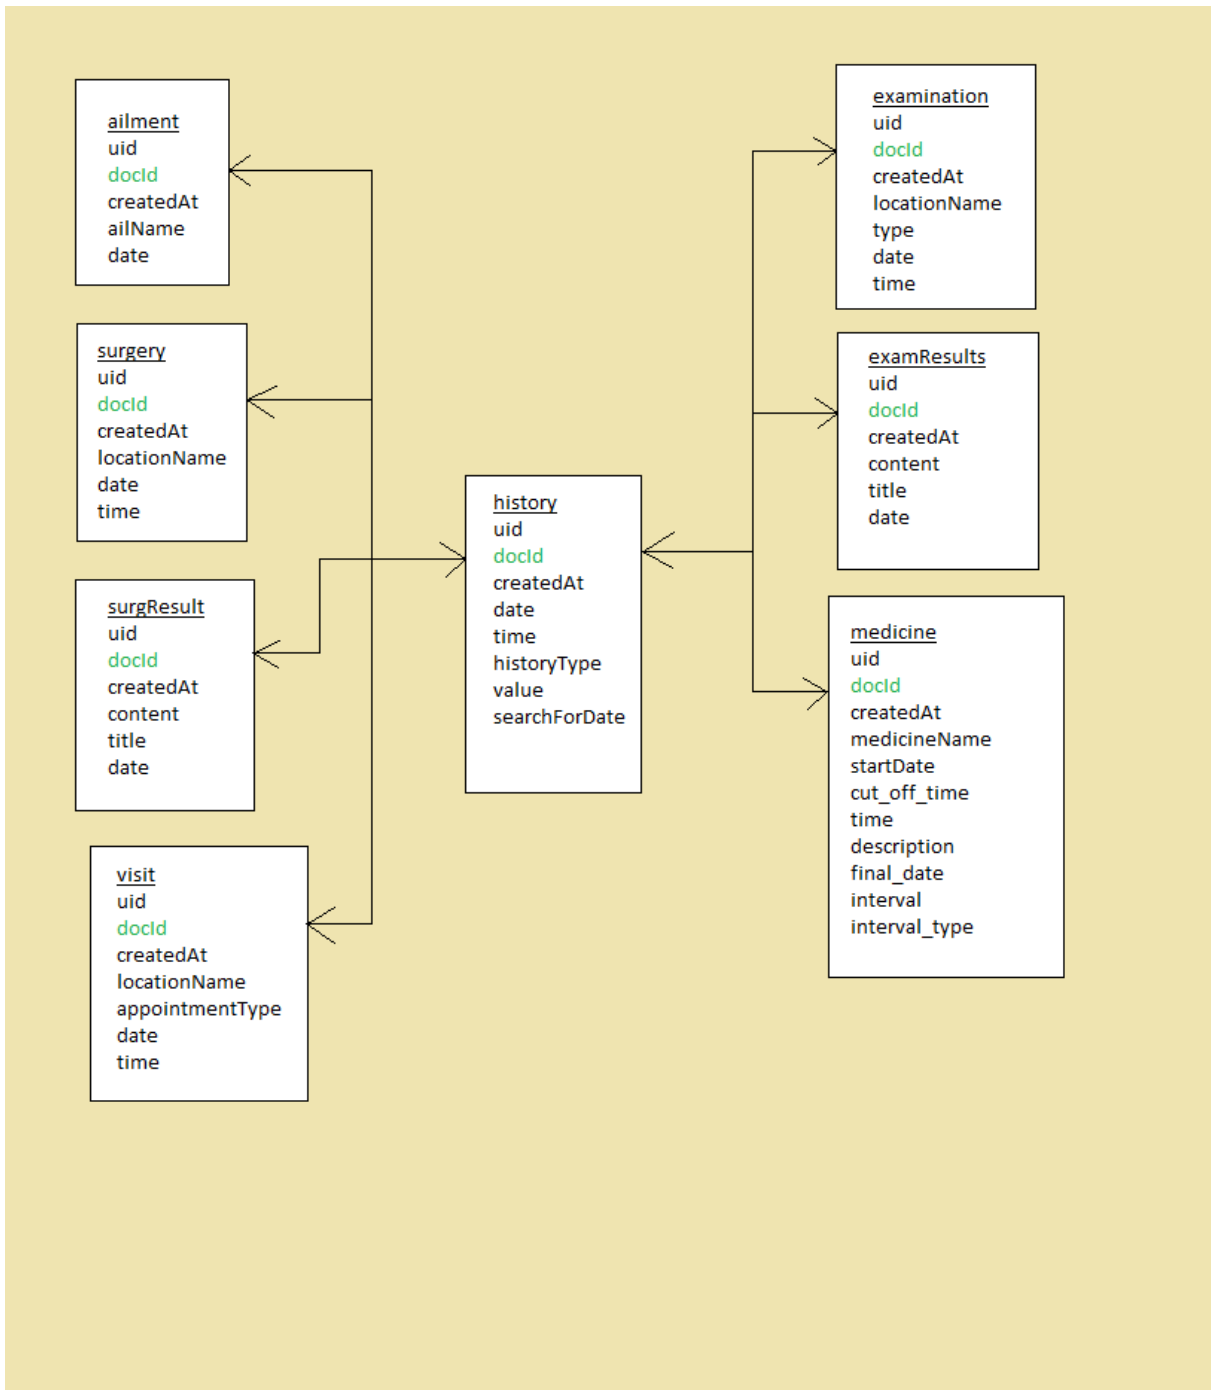 ailment
uid
docId
createdAt
ailName
date
surgery
uid
docId
createdAt
locationName
date
time
surgResult
uid
docId
createdAt
content
title
date
visit
uid
docId
createdAt
locationName
appointmentType
date
time
history
uid
docId
createdAt
date
time
historyType
value
searchForDate
examination
uid
docId
createdAt
locationName
type
date
time
examResults
uid
docId
createdAt
content
title
date
medicine
uid
docId
createdAt
medicineName
startDate
cut_off_time
time
description
final_date
interval
interval_type